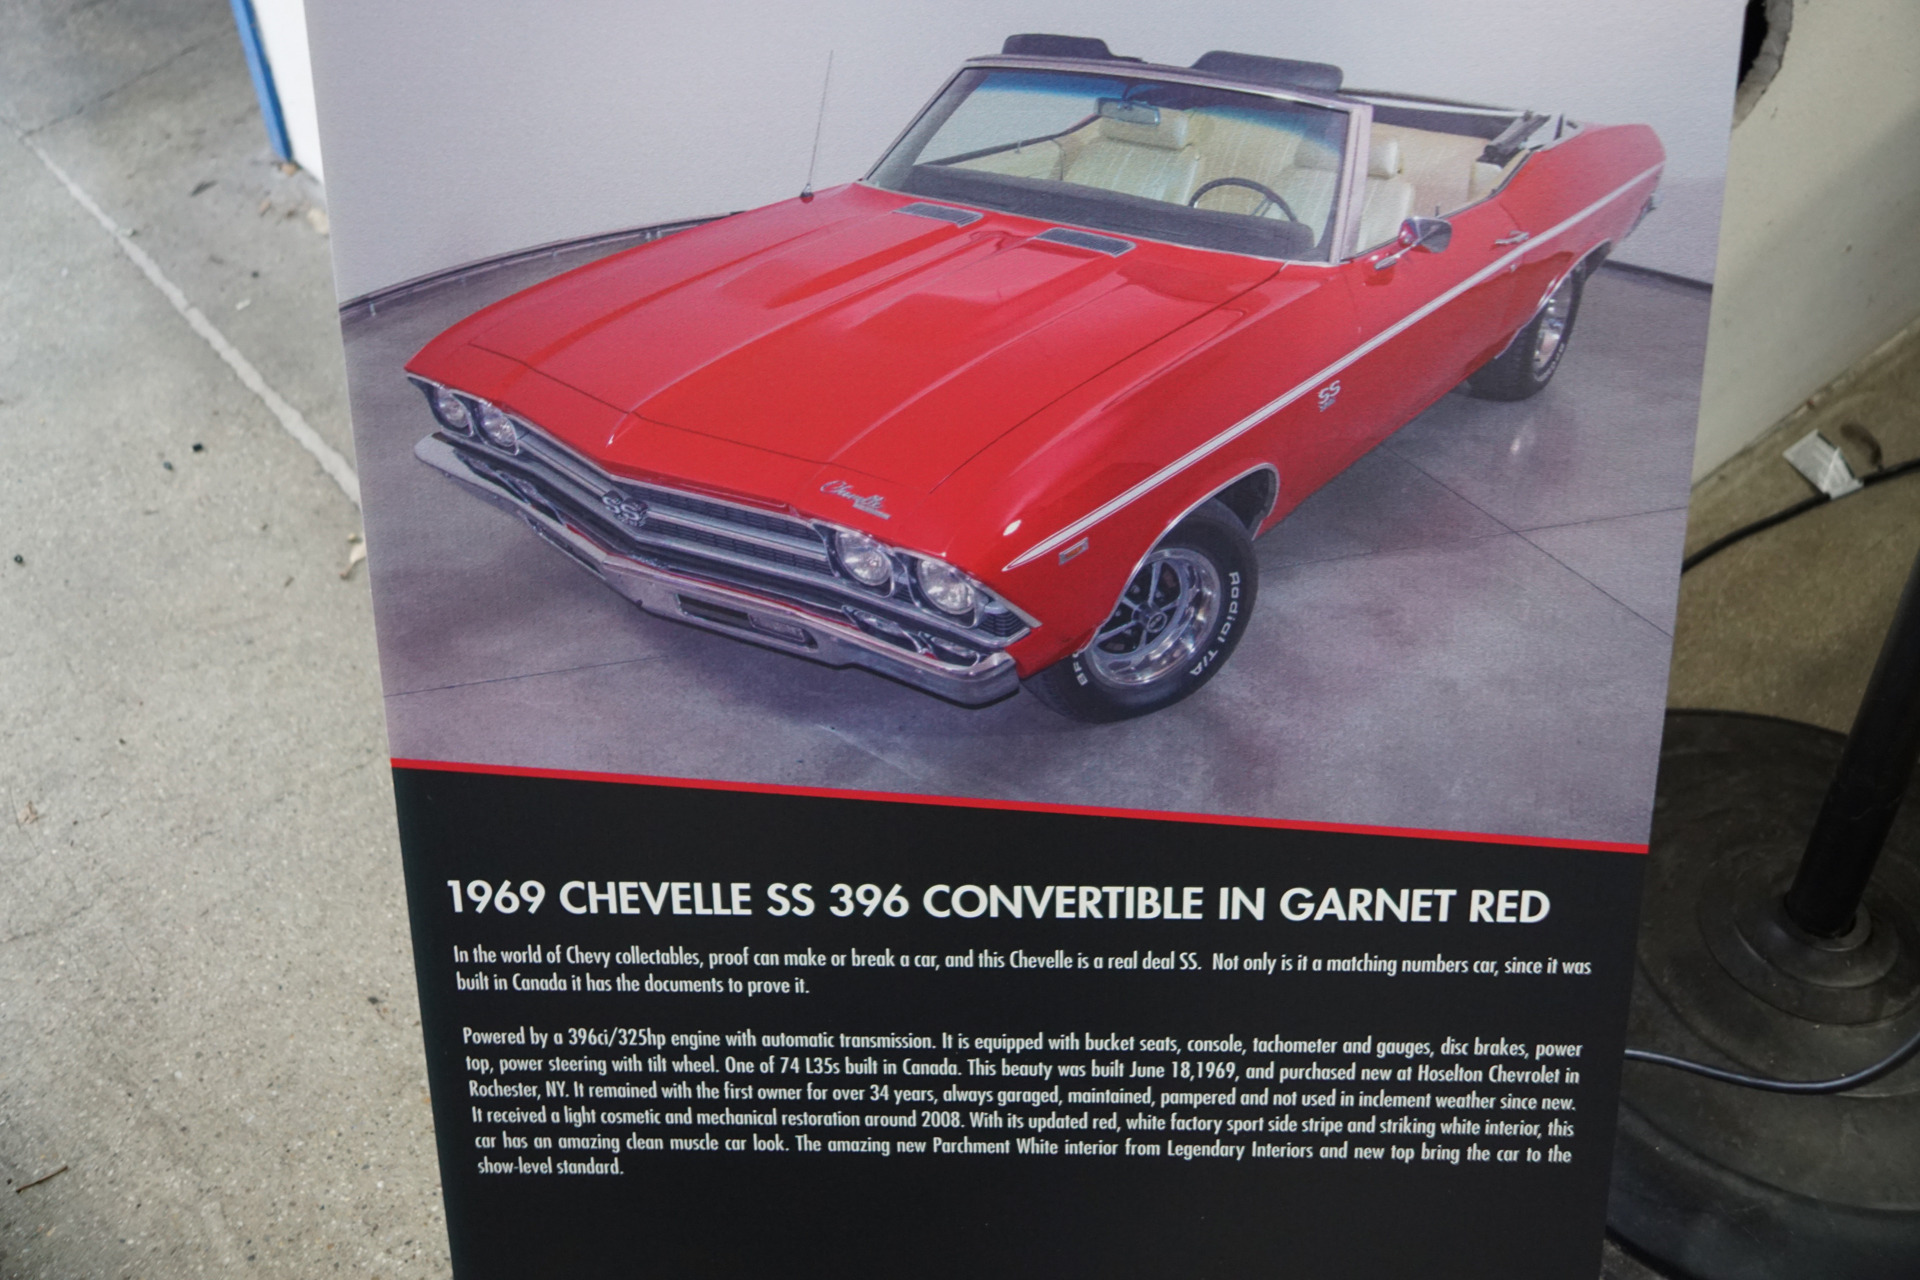 Chevelle
SS
SS
Radial T/A
1969 CHEVELLE SS 396 CONVERTIBLE IN GARNET RED
In the world of Chevy collectables, proof can make or break a car, and this Chevelle is a real deal SS. Not only is it a matching numbers car, since it was
built in Canada it has the documents to prove it.
Powered by a 396ci/325hp engine with automatic transmission. It is equipped with bucket seats, console, tachometer and gauges, disc brakes, power
top, power steering with tilt wheel. One of 74 L35s built in Canada. This beauty was built June 18,1969, and purchased new at Hoselton Chevrolet in
Rochester, NY. It remained with the first owner for over 34 years, always garaged, maintained, pampered and not used in inclement weather since new.
It received a light cosmetic and mechanical restoration around 2008. With its updated red, white factory sport side stripe and striking white interior, this
car has an amazing clean muscle car look. The amazing new Parchment White interior from Legendary Interiors and new top bring the car to the
show-level standard.